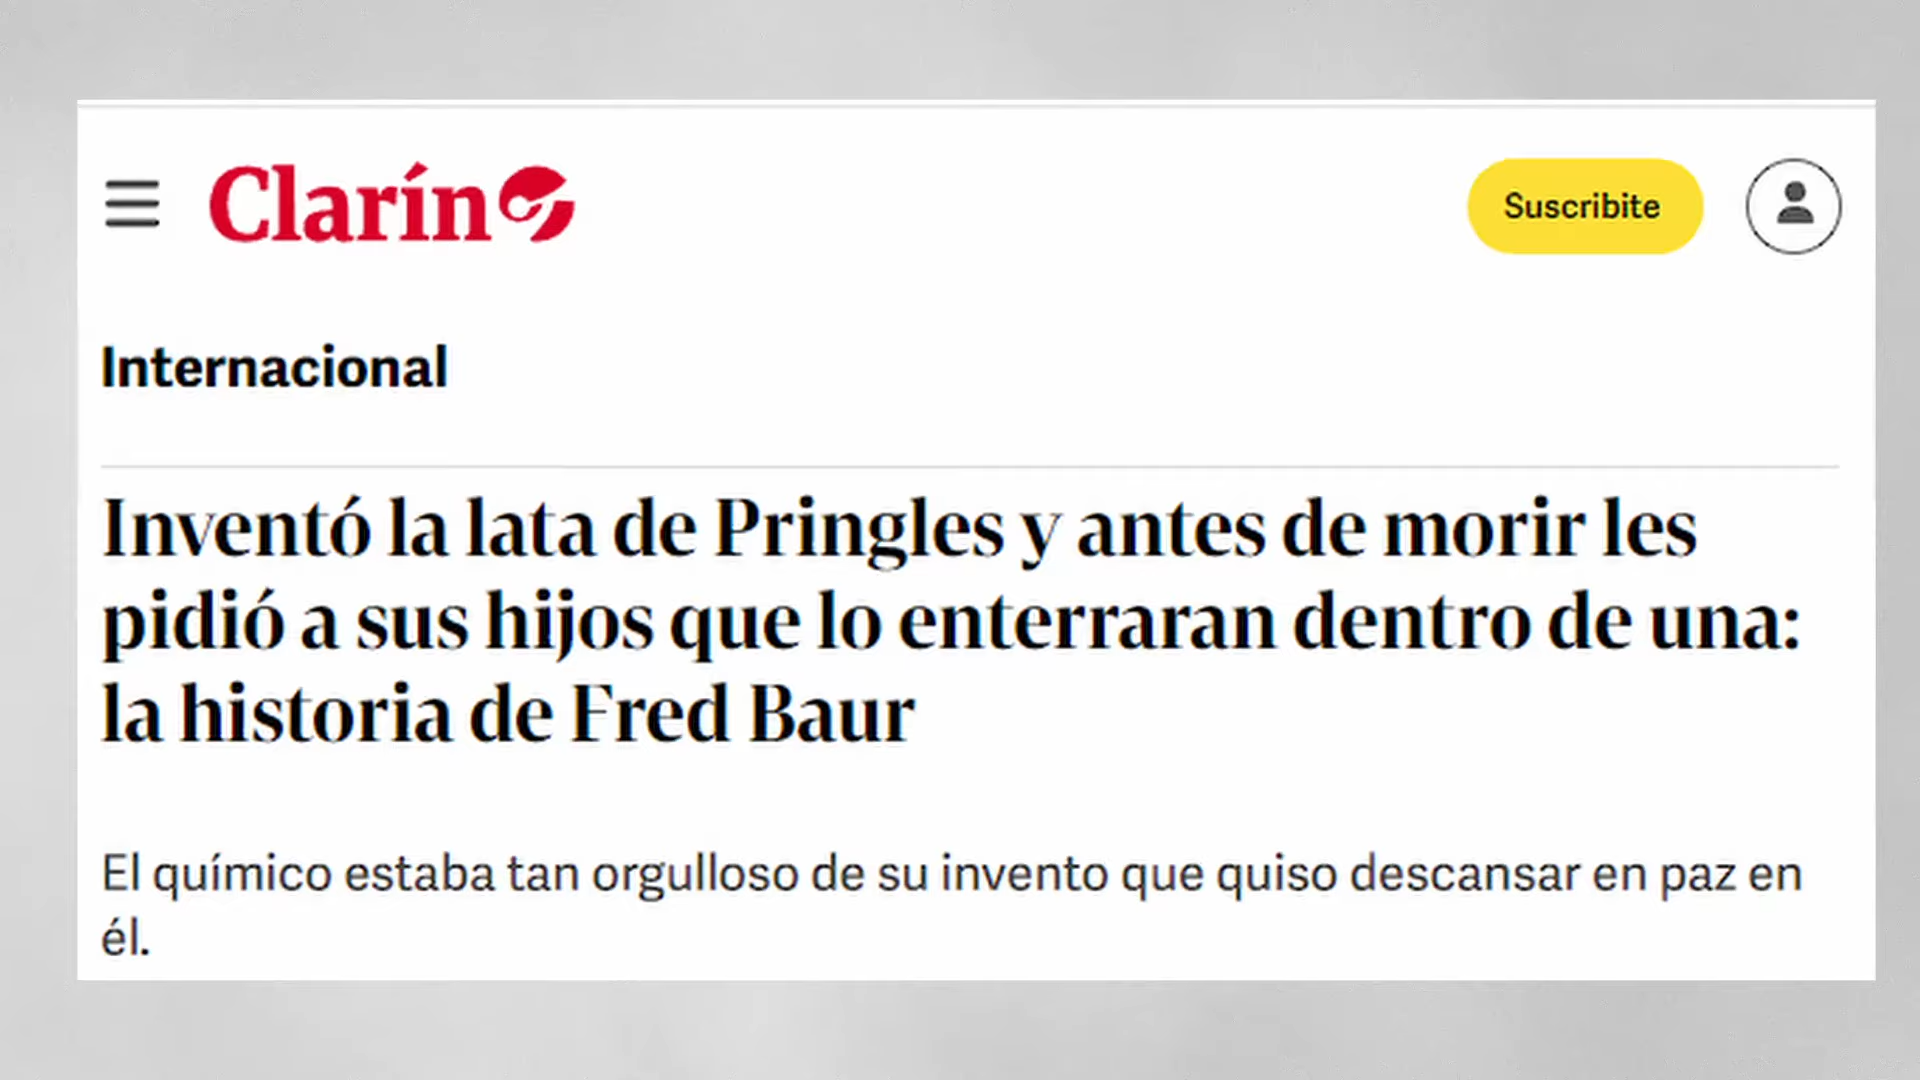 Clarín
Suscribite
Internacional
Inventó la lata de Pringles y antes de morir les
pidió a sus hijos que lo enterraran dentro de una:
la historia de Fred Baur
El químico estaba tan orgulloso de su invento que quiso descansar en paz en
él.